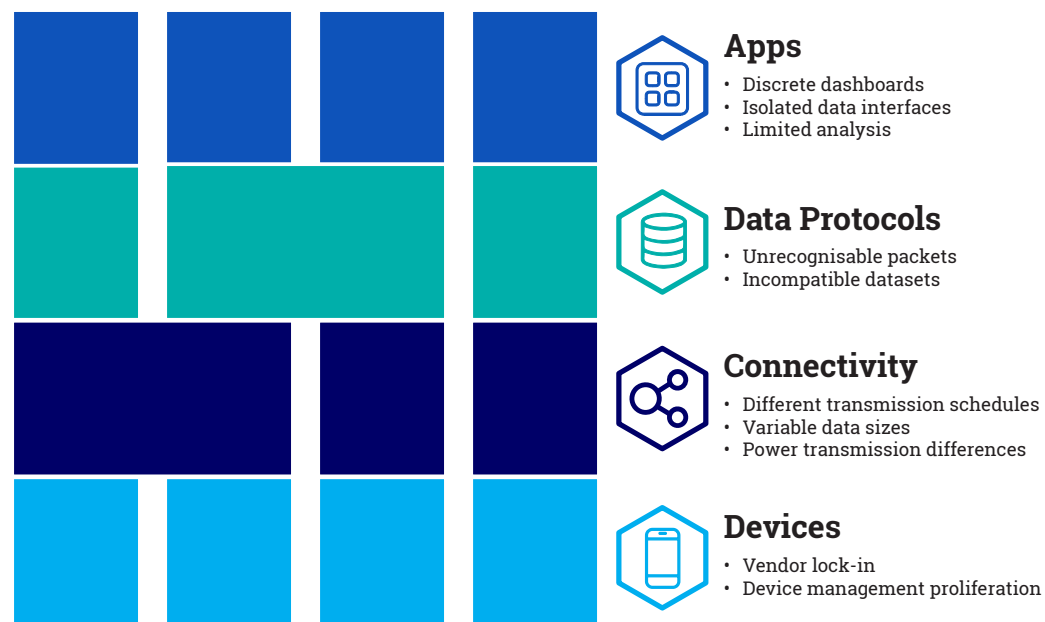 Apps
• Discrete dashboards
• Isolated data interfaces
• Limited analysis
Data Protocols
• Unrecognisable packets
• Incompatible datasets
Connectivity
• Different transmission schedules
• Variable data sizes
• Power transmission differences
Devices
• Vendor lock-in
• Device management proliferation